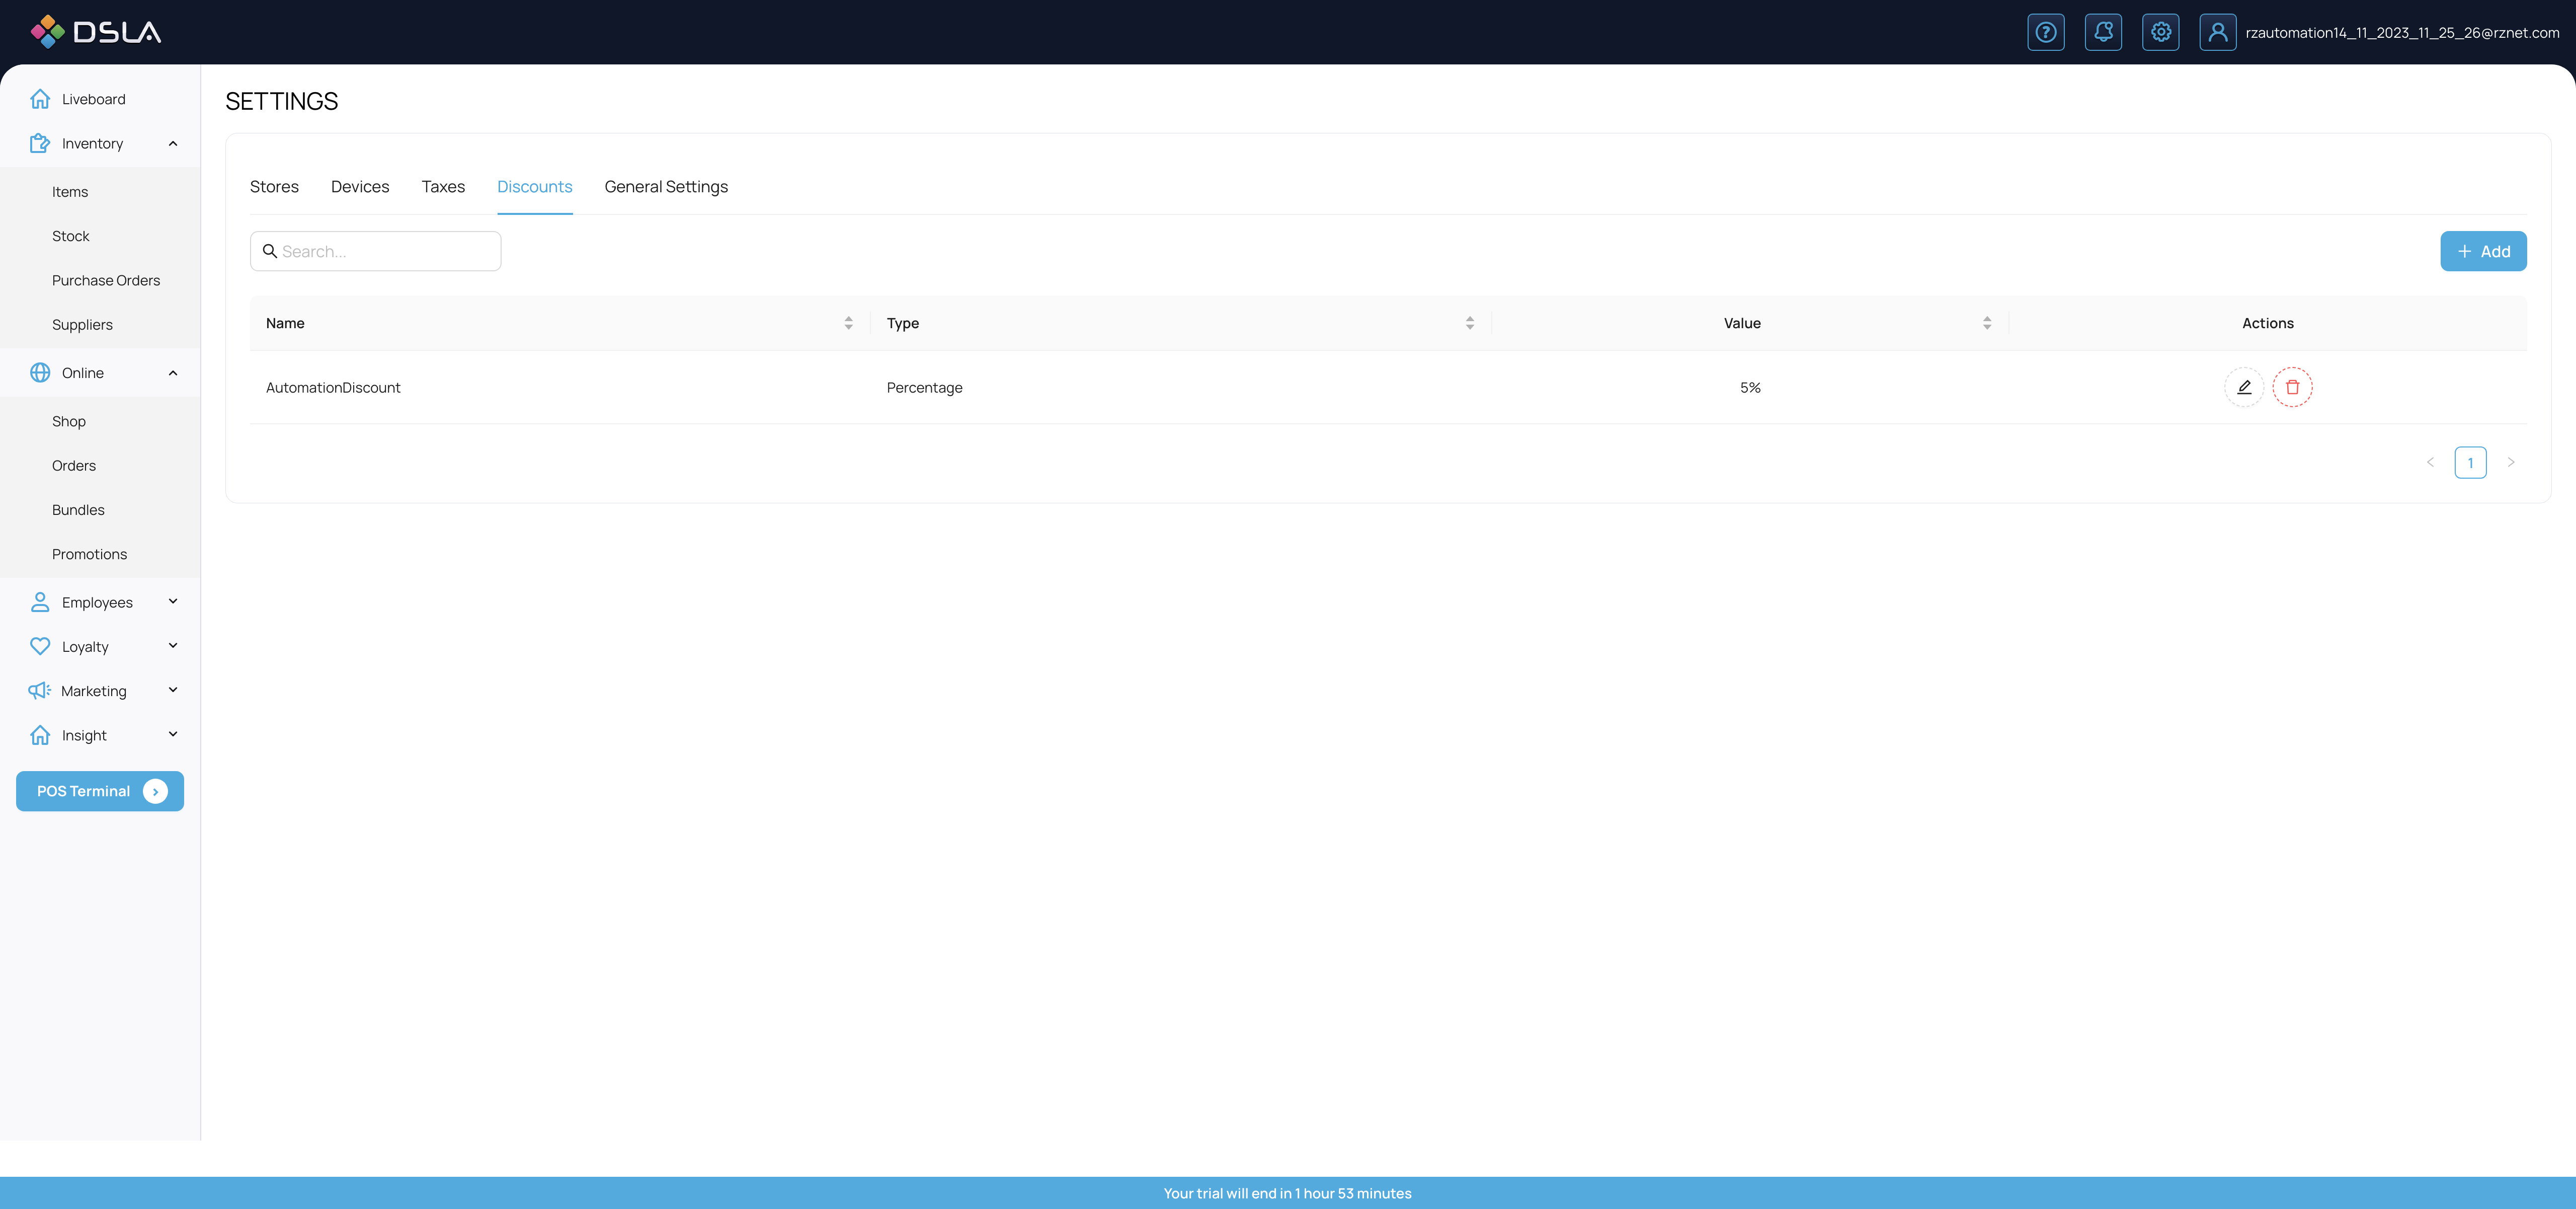 DSLA
rzautomation14_11_2023_11_25_26@rznet.com
Liveboard
Inventory
Items
Stock
Purchase Orders
Suppliers
Online
Shop
Orders
Bundles
Promotions
Employees
Loyalty
Marketing
Insight
POS Terminal
SETTINGS
Stores Devices Taxes Discounts General Settings
Search...
Add
Name Type Value Actions
AutomationDiscount Percentage 5%
1
Your trial will end in 1 hour 53 minutes